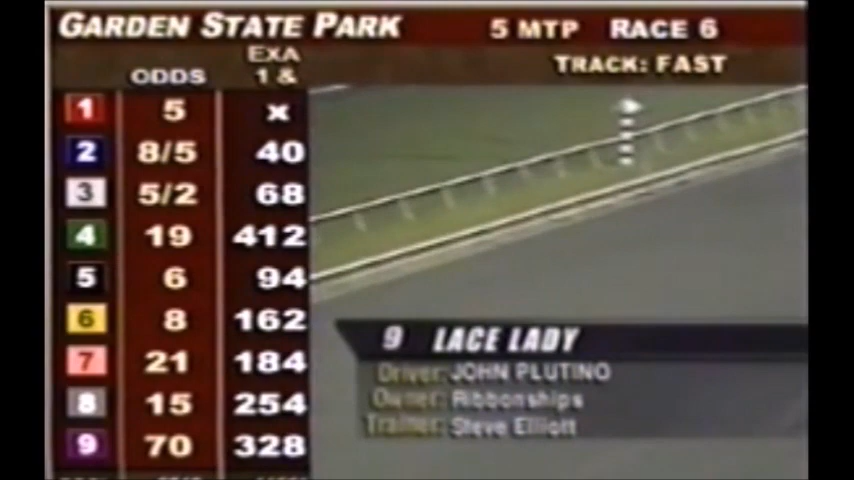 GARDEN STATE PARK 5 MTP RACE 6
TRACK: FAST
EXA
ODDS 1 &
1 5 x
2 8/5 40
3 5/2 68
4 19 412
5 6 94
6 8 162
7 21 184
8 15 254
9 70 328
9 LACE LADY
Driver: JOHN PLUTINO
Owner: Ribbonships
Trainer: Steve Elliott